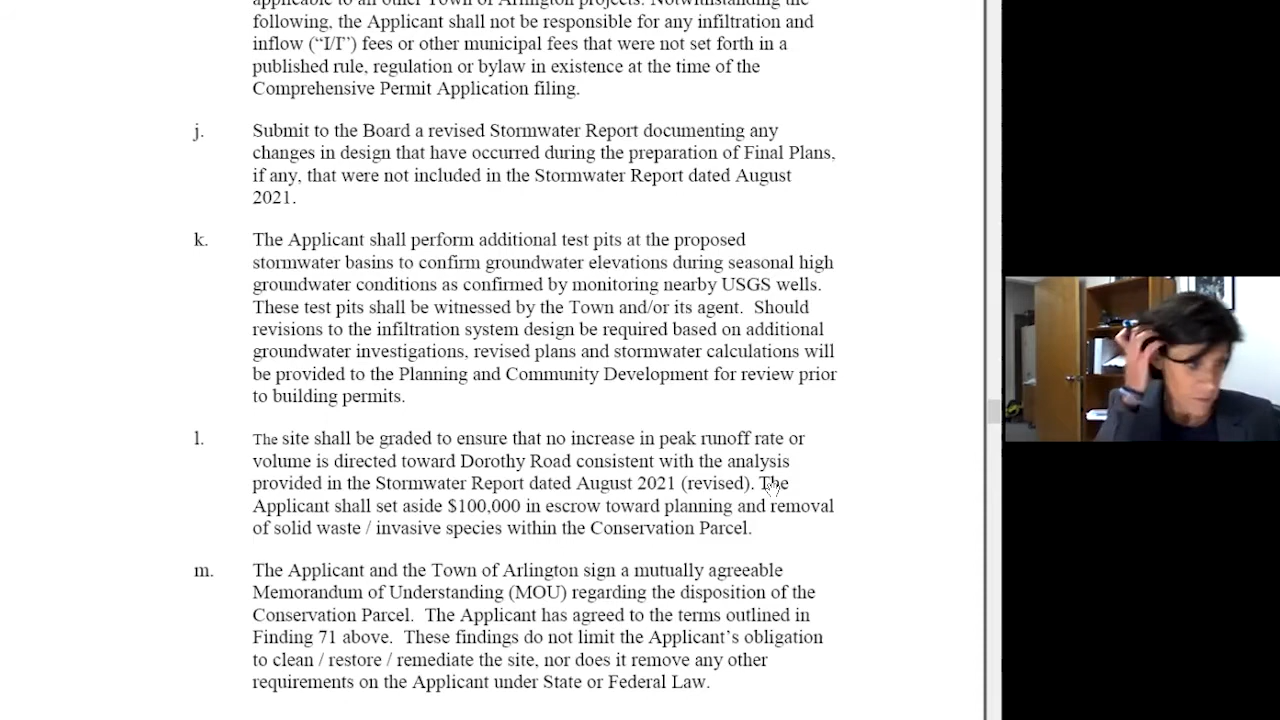 applicable to all other Town of Arlington projects. Notwithstanding the
following, the Applicant shall not be responsible for any infiltration and
inflow (“I/I”) fees or other municipal fees that were not set forth in a
published rule, regulation or bylaw in existence at the time of the
Comprehensive Permit Application filing.
j. Submit to the Board a revised Stormwater Report documenting any
changes in design that have occurred during the preparation of Final Plans,
if any, that were not included in the Stormwater Report dated August
2021.
k. The Applicant shall perform additional test pits at the proposed
stormwater basins to confirm groundwater elevations during seasonal high
groundwater conditions as confirmed by monitoring nearby USGS wells.
These test pits shall be witnessed by the Town and/or its agent. Should
revisions to the infiltration system design be required based on additional
groundwater investigations, revised plans and stormwater calculations will
be provided to the Planning and Community Development for review prior
to building permits.
l. The site shall be graded to ensure that no increase in peak runoff rate or
volume is directed toward Dorothy Road consistent with the analysis
provided in the Stormwater Report dated August 2021 (revised). The
Applicant shall set aside $100,000 in escrow toward planning and removal
of solid waste / invasive species within the Conservation Parcel.
m. The Applicant and the Town of Arlington sign a mutually agreeable
Memorandum of Understanding (MOU) regarding the disposition of the
Conservation Parcel. The Applicant has agreed to the terms outlined in
Finding 71 above. These findings do not limit the Applicant’s obligation
to clean / restore / remediate the site, nor does it remove any other
requirements on the Applicant under State or Federal Law.